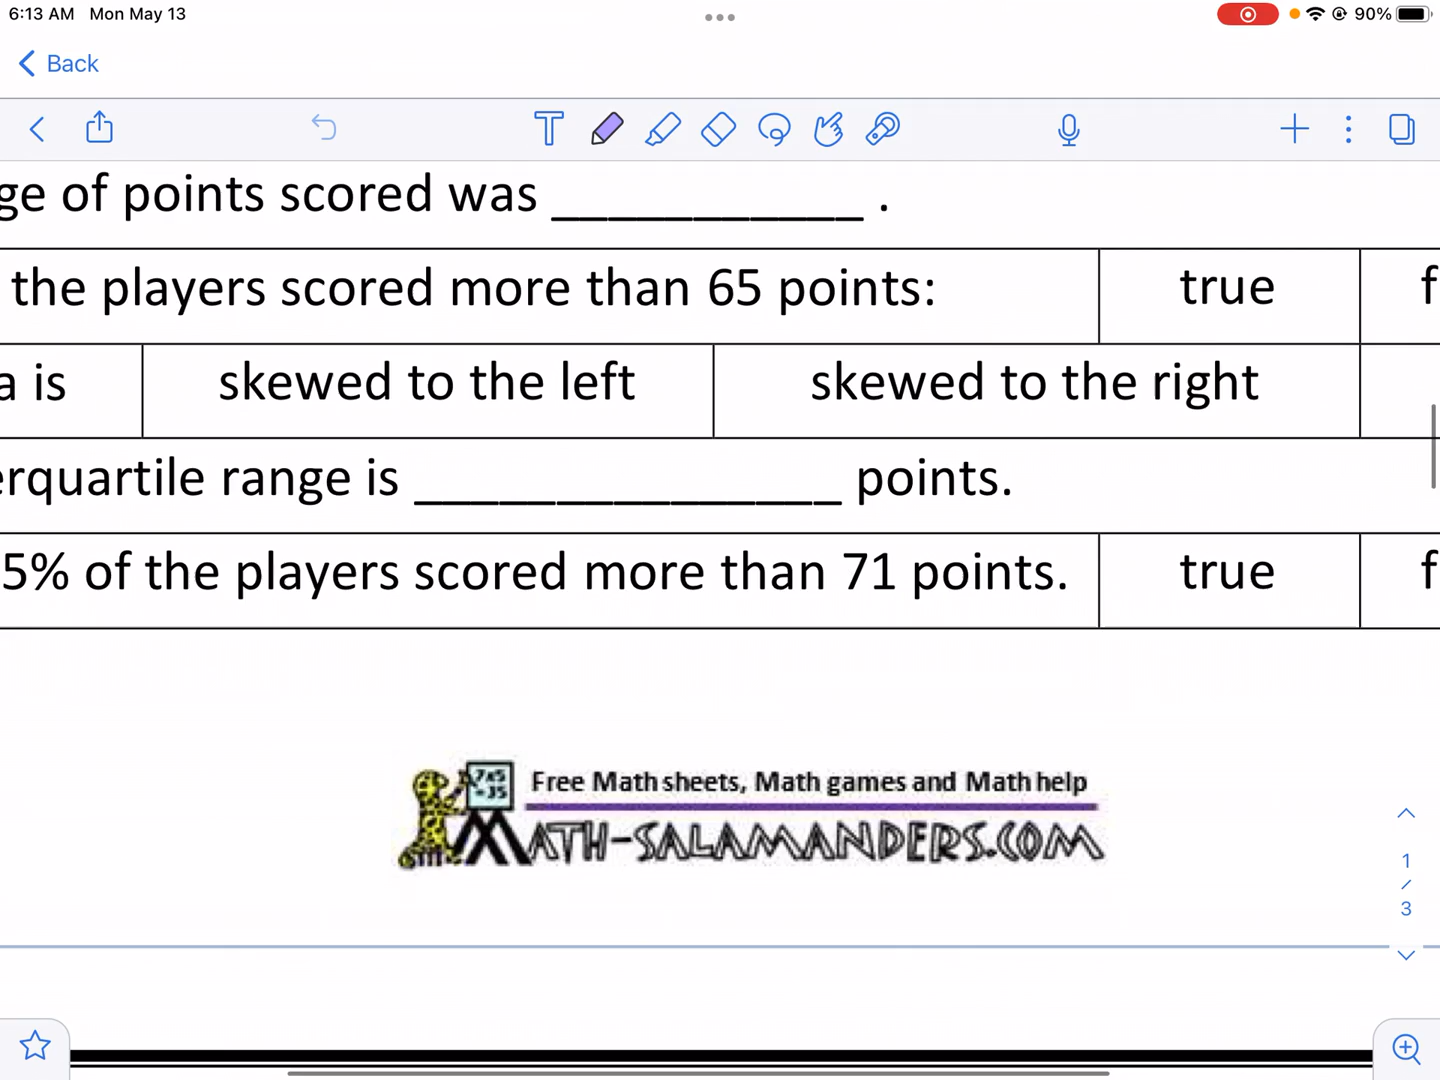 6:13 AM Mon May 13
90%
Back
ge of points scored was ___________ .
the players scored more than 65 points: true f
a is skewed to the left skewed to the right
erquartile range is _______________ points.
5% of the players scored more than 71 points. true f
7x5
=35
Free Math sheets, Math games and Math help
MATH-SALAMANDERS.COM
1
/
3